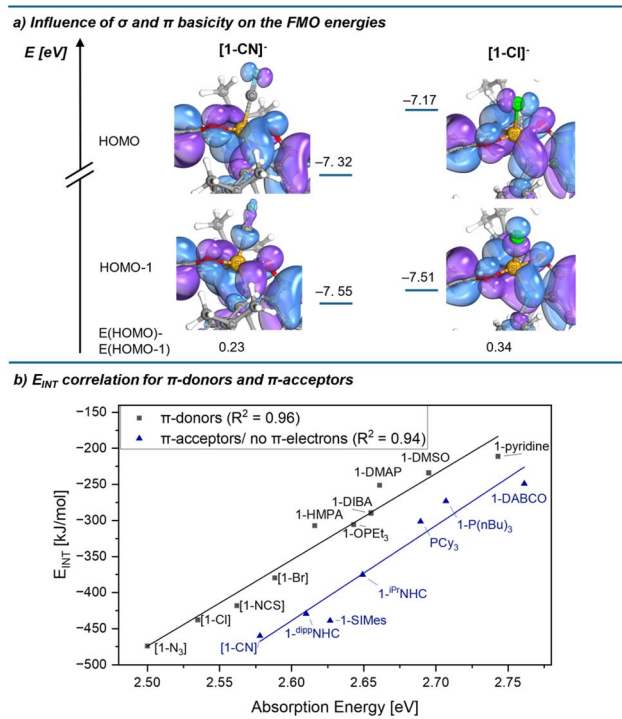 a) Influence of σ and π basicity on the FMO energies
E [eV]
[1-CN]-
[1-Cl]-
HOMO
−7.32
−7.17
HOMO-1
−7.55
−7.51
E(HOMO)-
E(HOMO-1)
0.23
0.34
b) EINT correlation for π-donors and π-acceptors
π-donors (R2 = 0.96)
π-acceptors/ no π-electrons (R2 = 0.94)
EINT [kJ/mol]
−150
−200
−250
−300
−350
−400
−450
−500
1-pyridine
1-DMSO
1-DMAP
1-DABCO
1-DIBA
1-HMPA
1-P(nBu)3
1-OPEt3
PCy3
[1-Br]
1-iPrNHC
[1-NCS]
[1-Cl]
1-SIMes
1-dippNHC
[1-CN]
[1-N3]
2.50
2.55
2.60
2.65
2.70
2.75
Absorption Energy [eV]